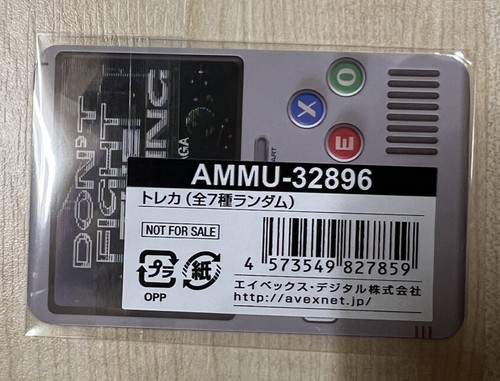 DON'T
FIGHT
THE
FEELING
X
O
E
AMMU-32896
トレカ(全7種ランダム)
NOT FOR SALE
プラ
紙
OPP
4 573549 827859
エイベックス・デジタル株式会社
http://avexnet.jp/